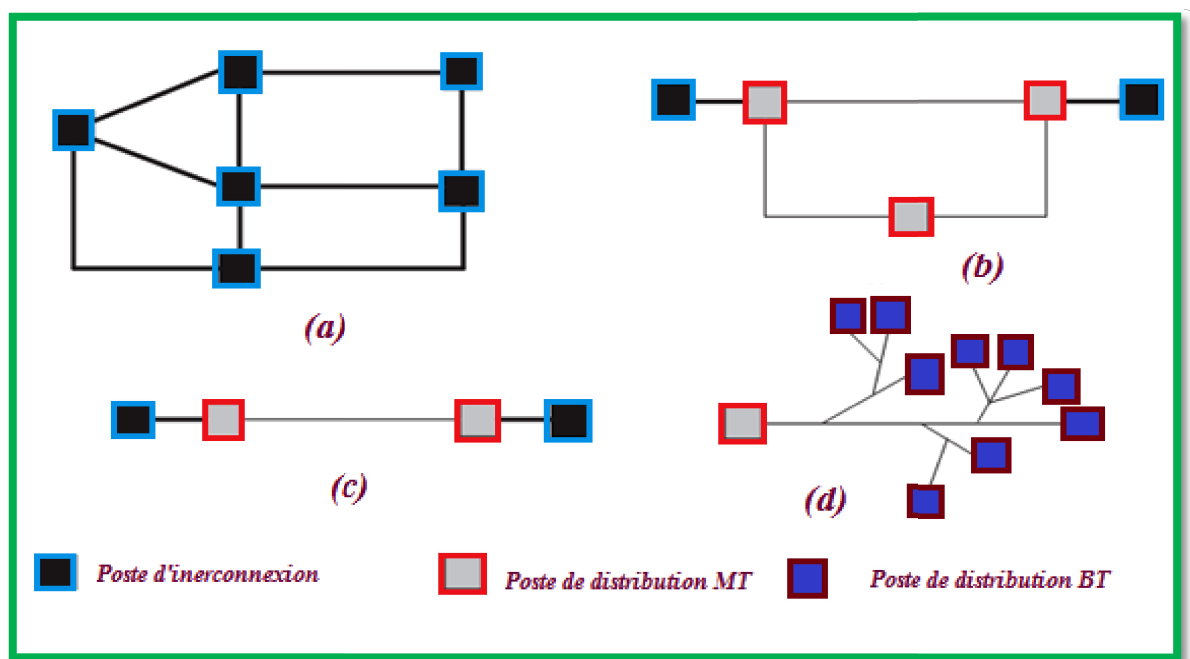 (a)
(b)
(c)
(d)
Poste d'inerconnexion
Poste de distribution MT
Poste de distribution BT